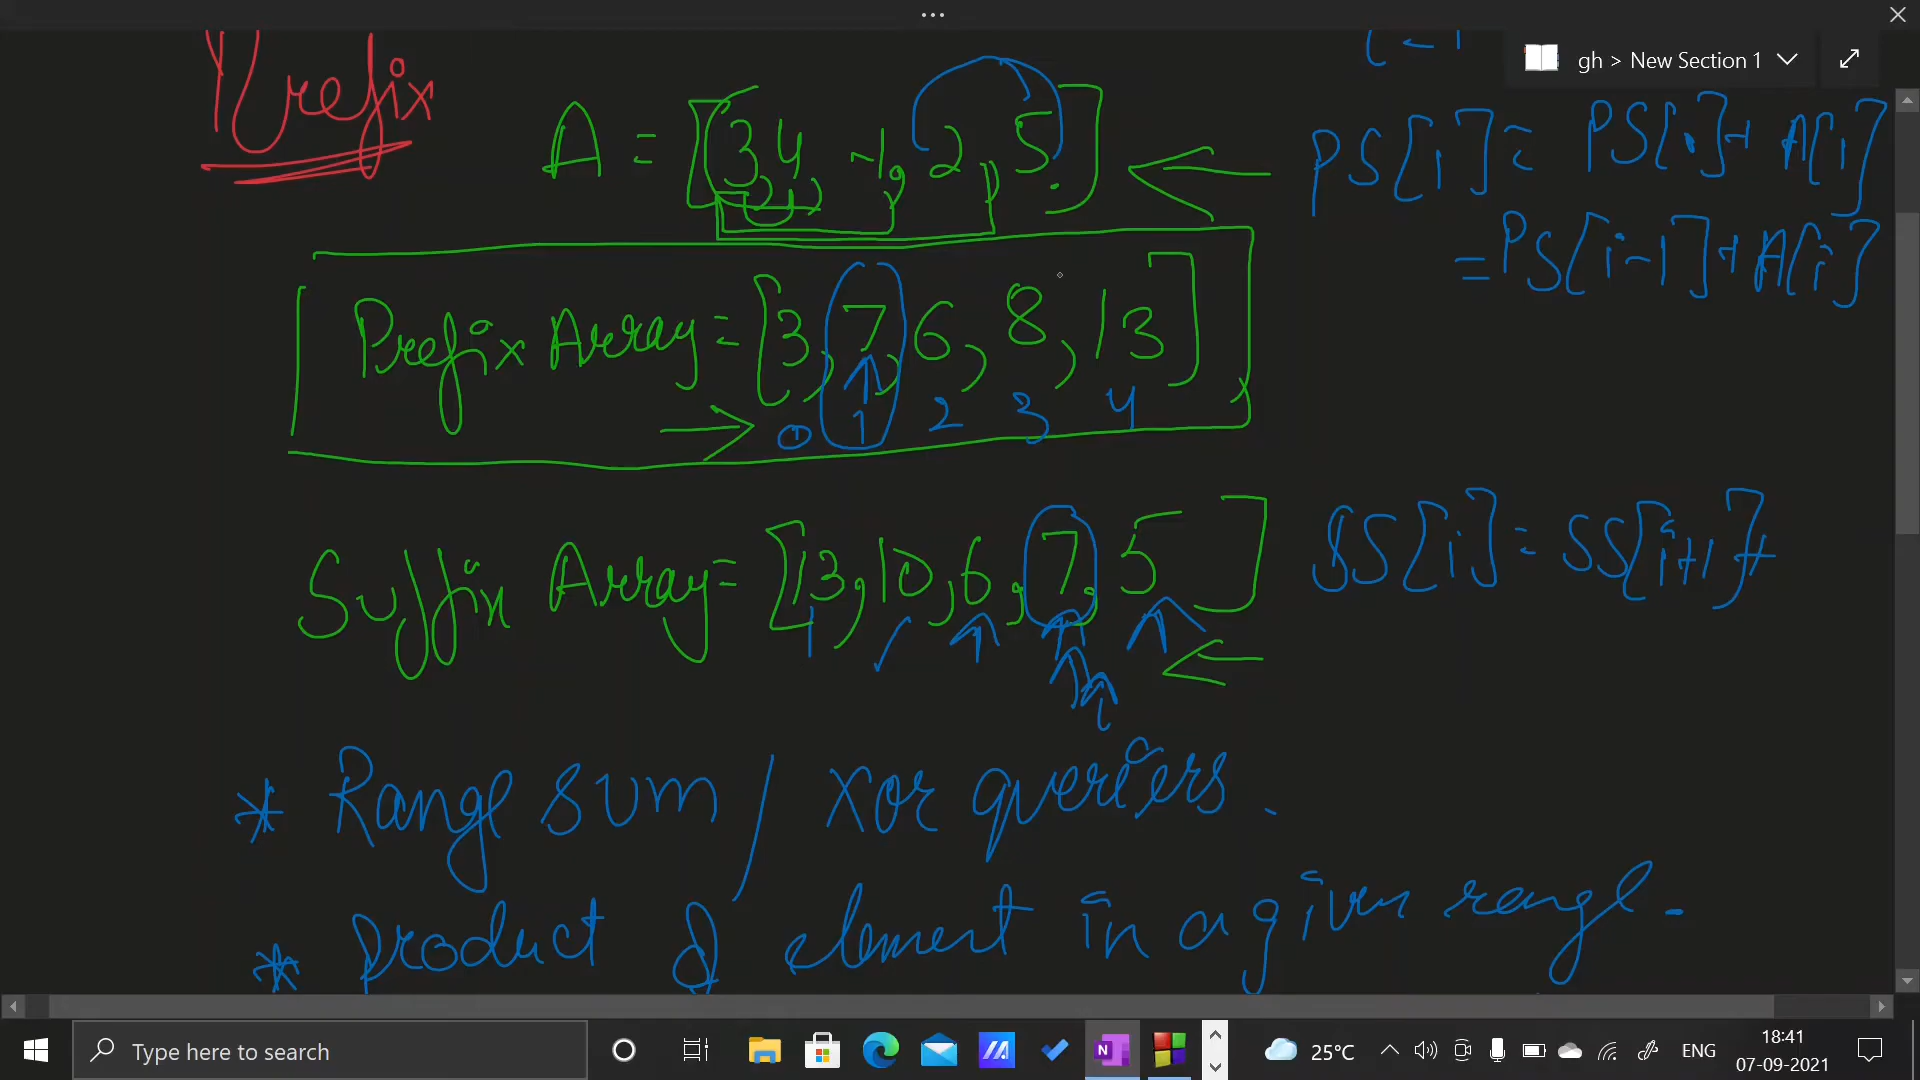 gh > New Section 1
Prefix
A = [3, 4, -1, 2, 5]
PS[i] = PS[ ] + A[i]
= PS[i-1] + A[i]
Prefix Array = [3, 7, 6, 8, 13]
0 1 2 3 4
Suffix Array = [13, 10, 6, 7, 5]
SS[i] = SS[i+1] +
i
* Range sum / xor
* Product of element in a given range.
Type here to search
25°C
ENG
18:41
07-09-2021